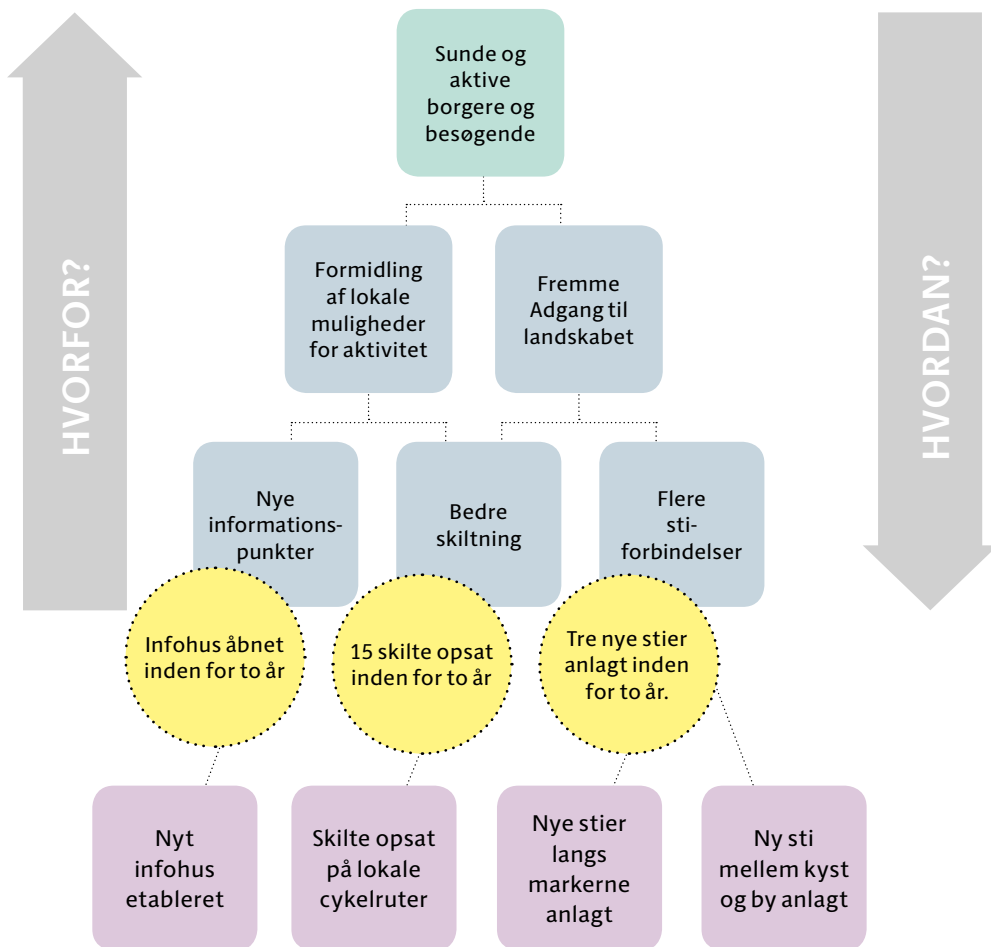 HVORFOR?
HVORDAN?
Sunde og
aktive
borgere og
besøgende
Formidling
af lokale
muligheder
for aktivitet
Fremme
Adgang til
landskabet
Nye
informations-
punkter
Bedre
skiltning
Flere
sti-
forbindelser
Infohus åbnet
inden for to år
15 skilte opsat
inden for to år
Tre nye stier
anlagt inden
for to år.
Nyt
infohus
etableret
Skilte opsat
på lokale
cykelruter
Nye stier
langs
markerne
anlagt
Ny sti
mellem kyst
og by anlagt